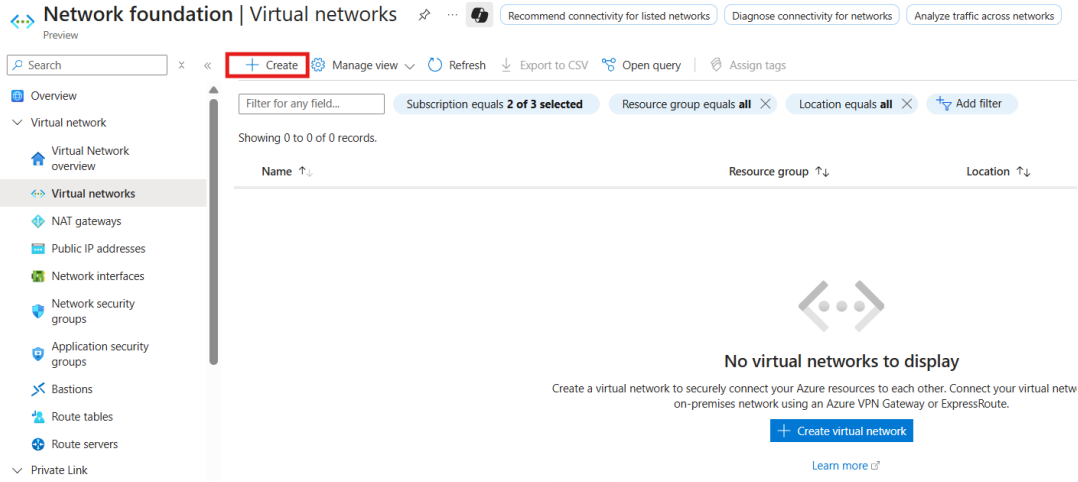 Network foundation | Virtual networks
Preview
Recommend connectivity for listed networks
Diagnose connectivity for networks
Analyze traffic across networks
Search
Create
Manage view
Refresh
Export to CSV
Open query
Assign tags
Overview
Virtual network
Virtual Network
overview
Virtual networks
NAT gateways
Public IP addresses
Network interfaces
Network security
groups
Application security
groups
Bastions
Route tables
Route servers
Private Link
Filter for any field...
Subscription equals 2 of 3 selected
Resource group equals all
Location equals all
Add filter
Showing 0 to 0 of 0 records.
Name
Resource group
Location
No virtual networks to display
Create a virtual network to securely connect your Azure resources to each other. Connect your virtual netw
on-premises network using an Azure VPN Gateway or ExpressRoute.
Create virtual network
Learn more